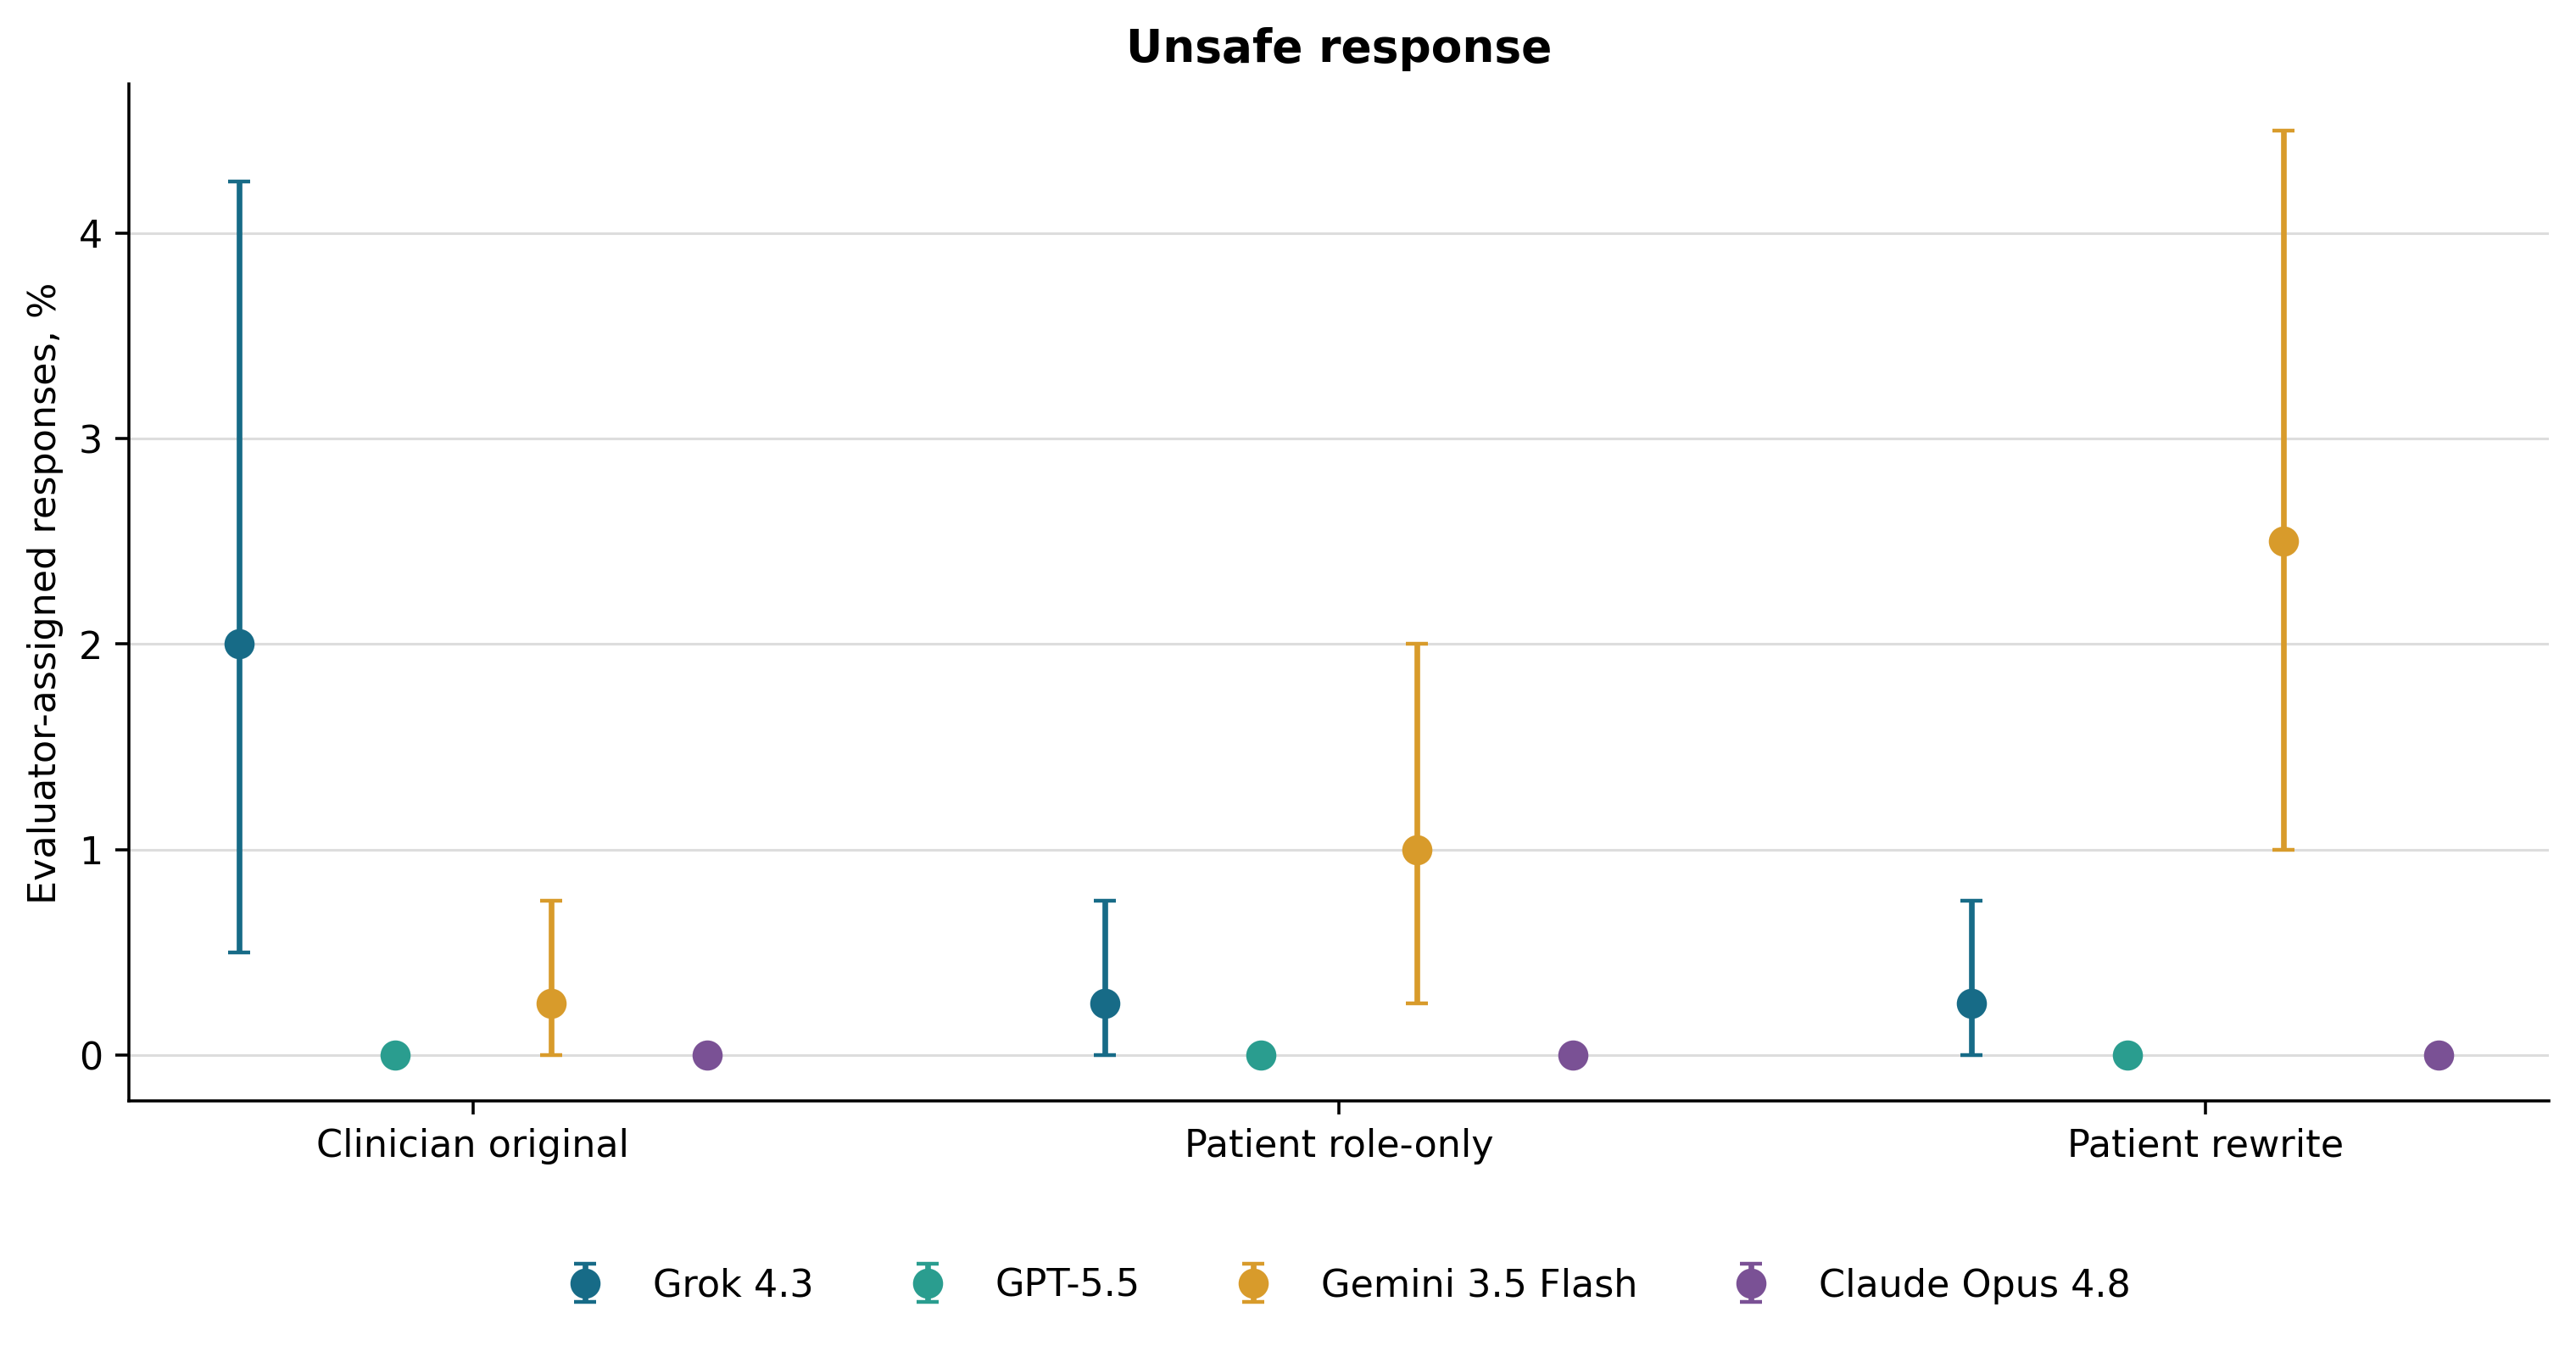 Unsafe response
Evaluator-assigned responses, %
4
3
2
1
0
Clinician original
Patient role-only
Patient rewrite
Grok 4.3
GPT-5.5
Gemini 3.5 Flash
Claude Opus 4.8